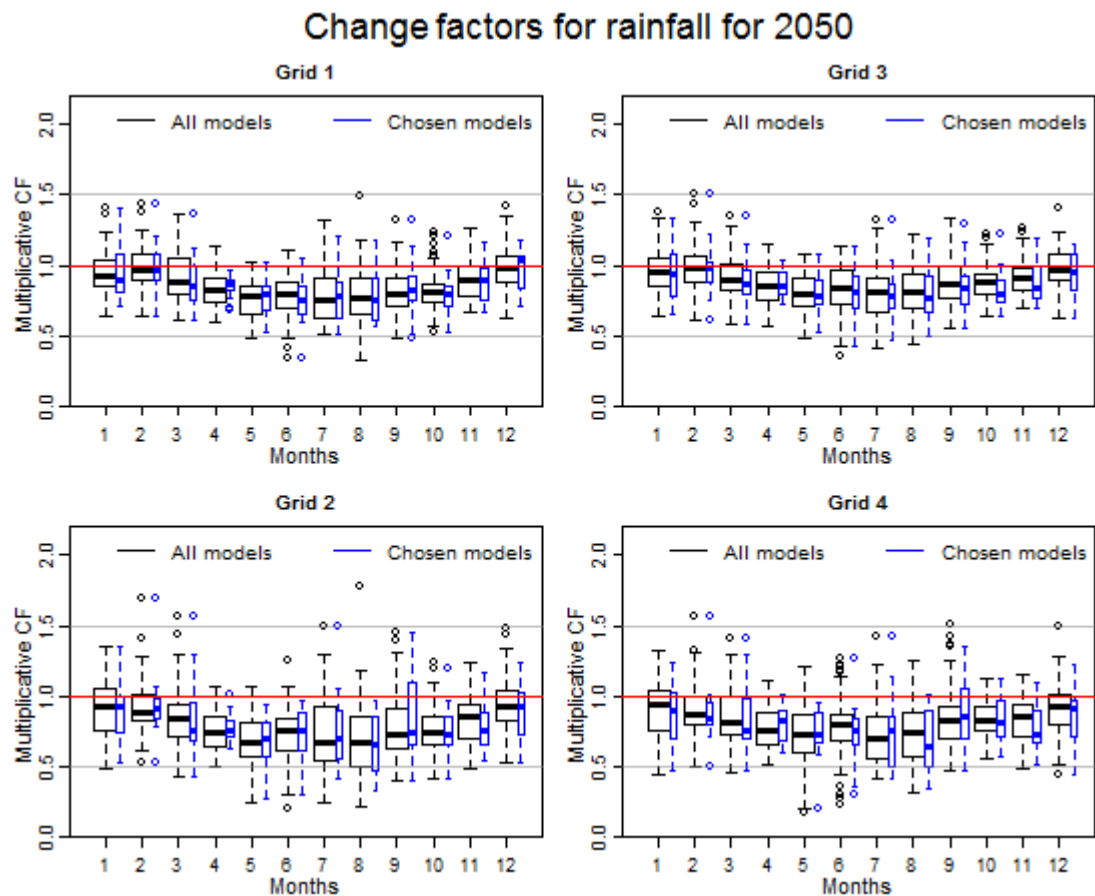 Change factors for rainfall for 2050
Grid 1
Multiplicative CF
2.0
1.5
1.0
0.5
0.0
All models
Chosen models
1 2 3 4 5 6 7 8 9 10 11 12
Months
Grid 3
Multiplicative CF
2.0
1.5
1.0
0.5
0.0
All models
Chosen models
1 2 3 4 5 6 7 8 9 10 11 12
Months
Grid 2
Multiplicative CF
2.0
1.5
1.0
0.5
0.0
All models
Chosen models
1 2 3 4 5 6 7 8 9 10 11 12
Months
Grid 4
Multiplicative CF
2.0
1.5
1.0
0.5
0.0
All models
Chosen models
1 2 3 4 5 6 7 8 9 10 11 12
Months